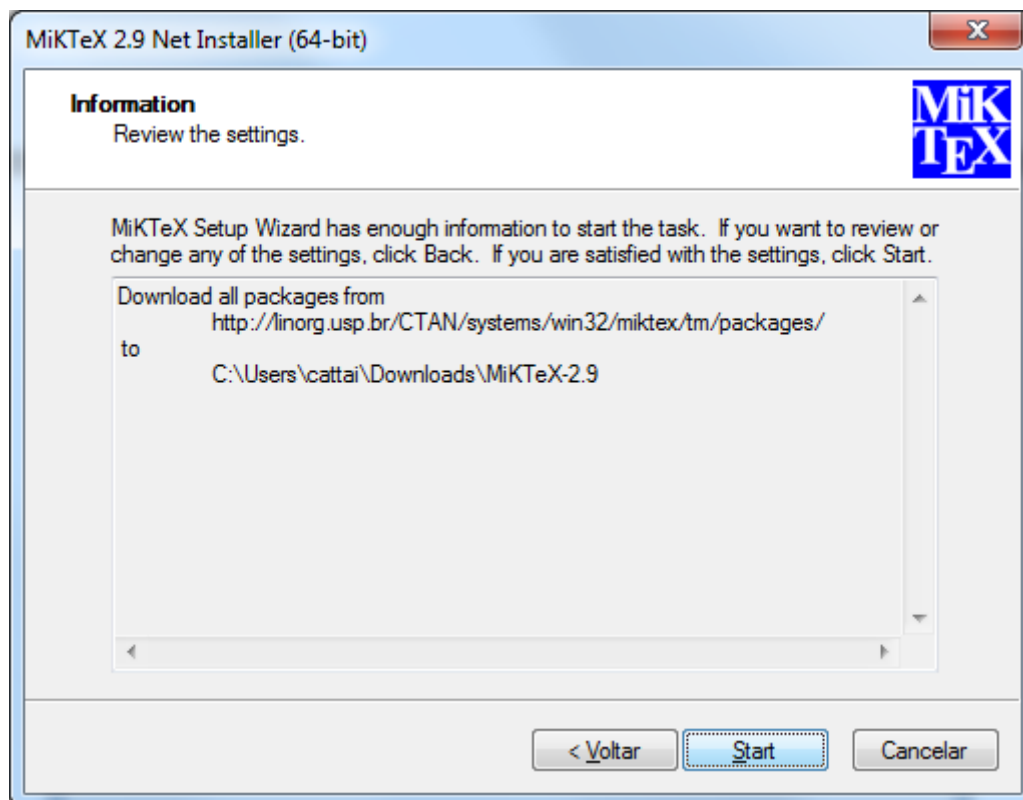 MiKTeX 2.9 Net Installer (64-bit)
Information
Review the settings.
MiK
TEX
MiKTeX Setup Wizard has enough information to start the task.  If you want to review or
change any of the settings, click Back.  If you are satisfied with the settings, click Start.
Download all packages from
http://linorg.usp.br/CTAN/systems/win32/miktex/tm/packages/
to
C:\Users\cattai\Downloads\MiKTeX-2.9
< Voltar
Start
Cancelar